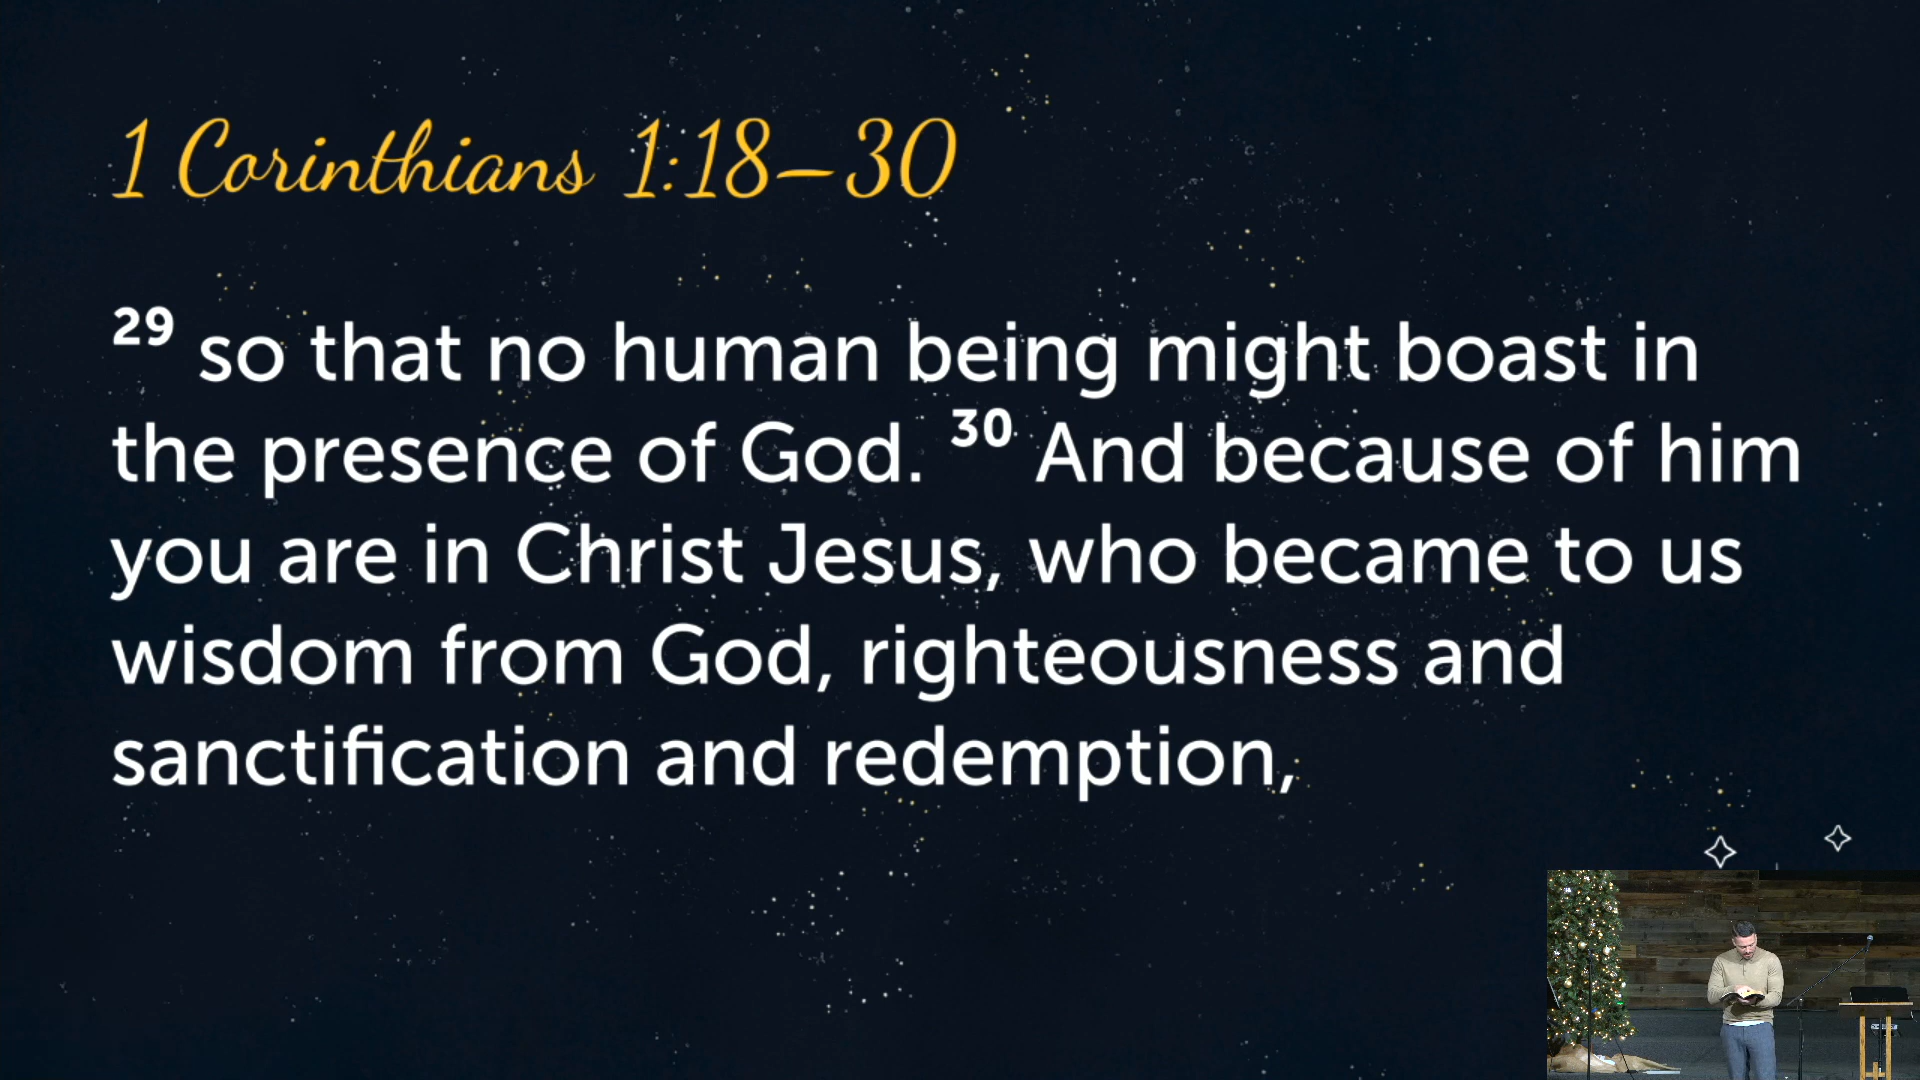 1 Corinthians 1:18–30
29 so that no human being might boast in
the presence of God. 30 And because of him
you are in Christ Jesus, who became to us
wisdom from God, righteousness and
sanctification and redemption,